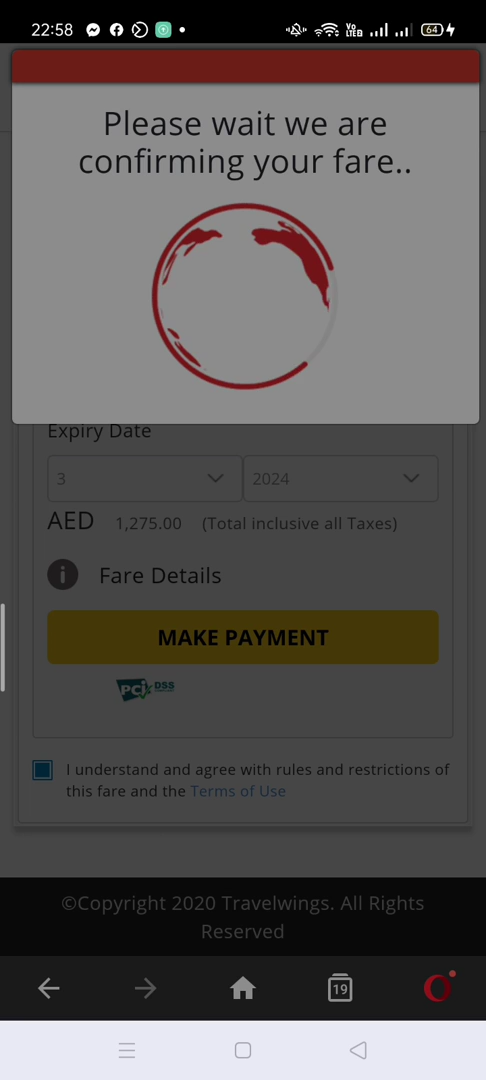 22:58
Vo
LTE2
64
Please wait we are
confirming your fare..
Expiry Date
3
2024
AED 1,275.00 (Total inclusive all Taxes)
i Fare Details
MAKE PAYMENT
PCI DSS
I understand and agree with rules and restrictions of
this fare and the Terms of Use
©Copyright 2020 Travelwings. All Rights
Reserved
19